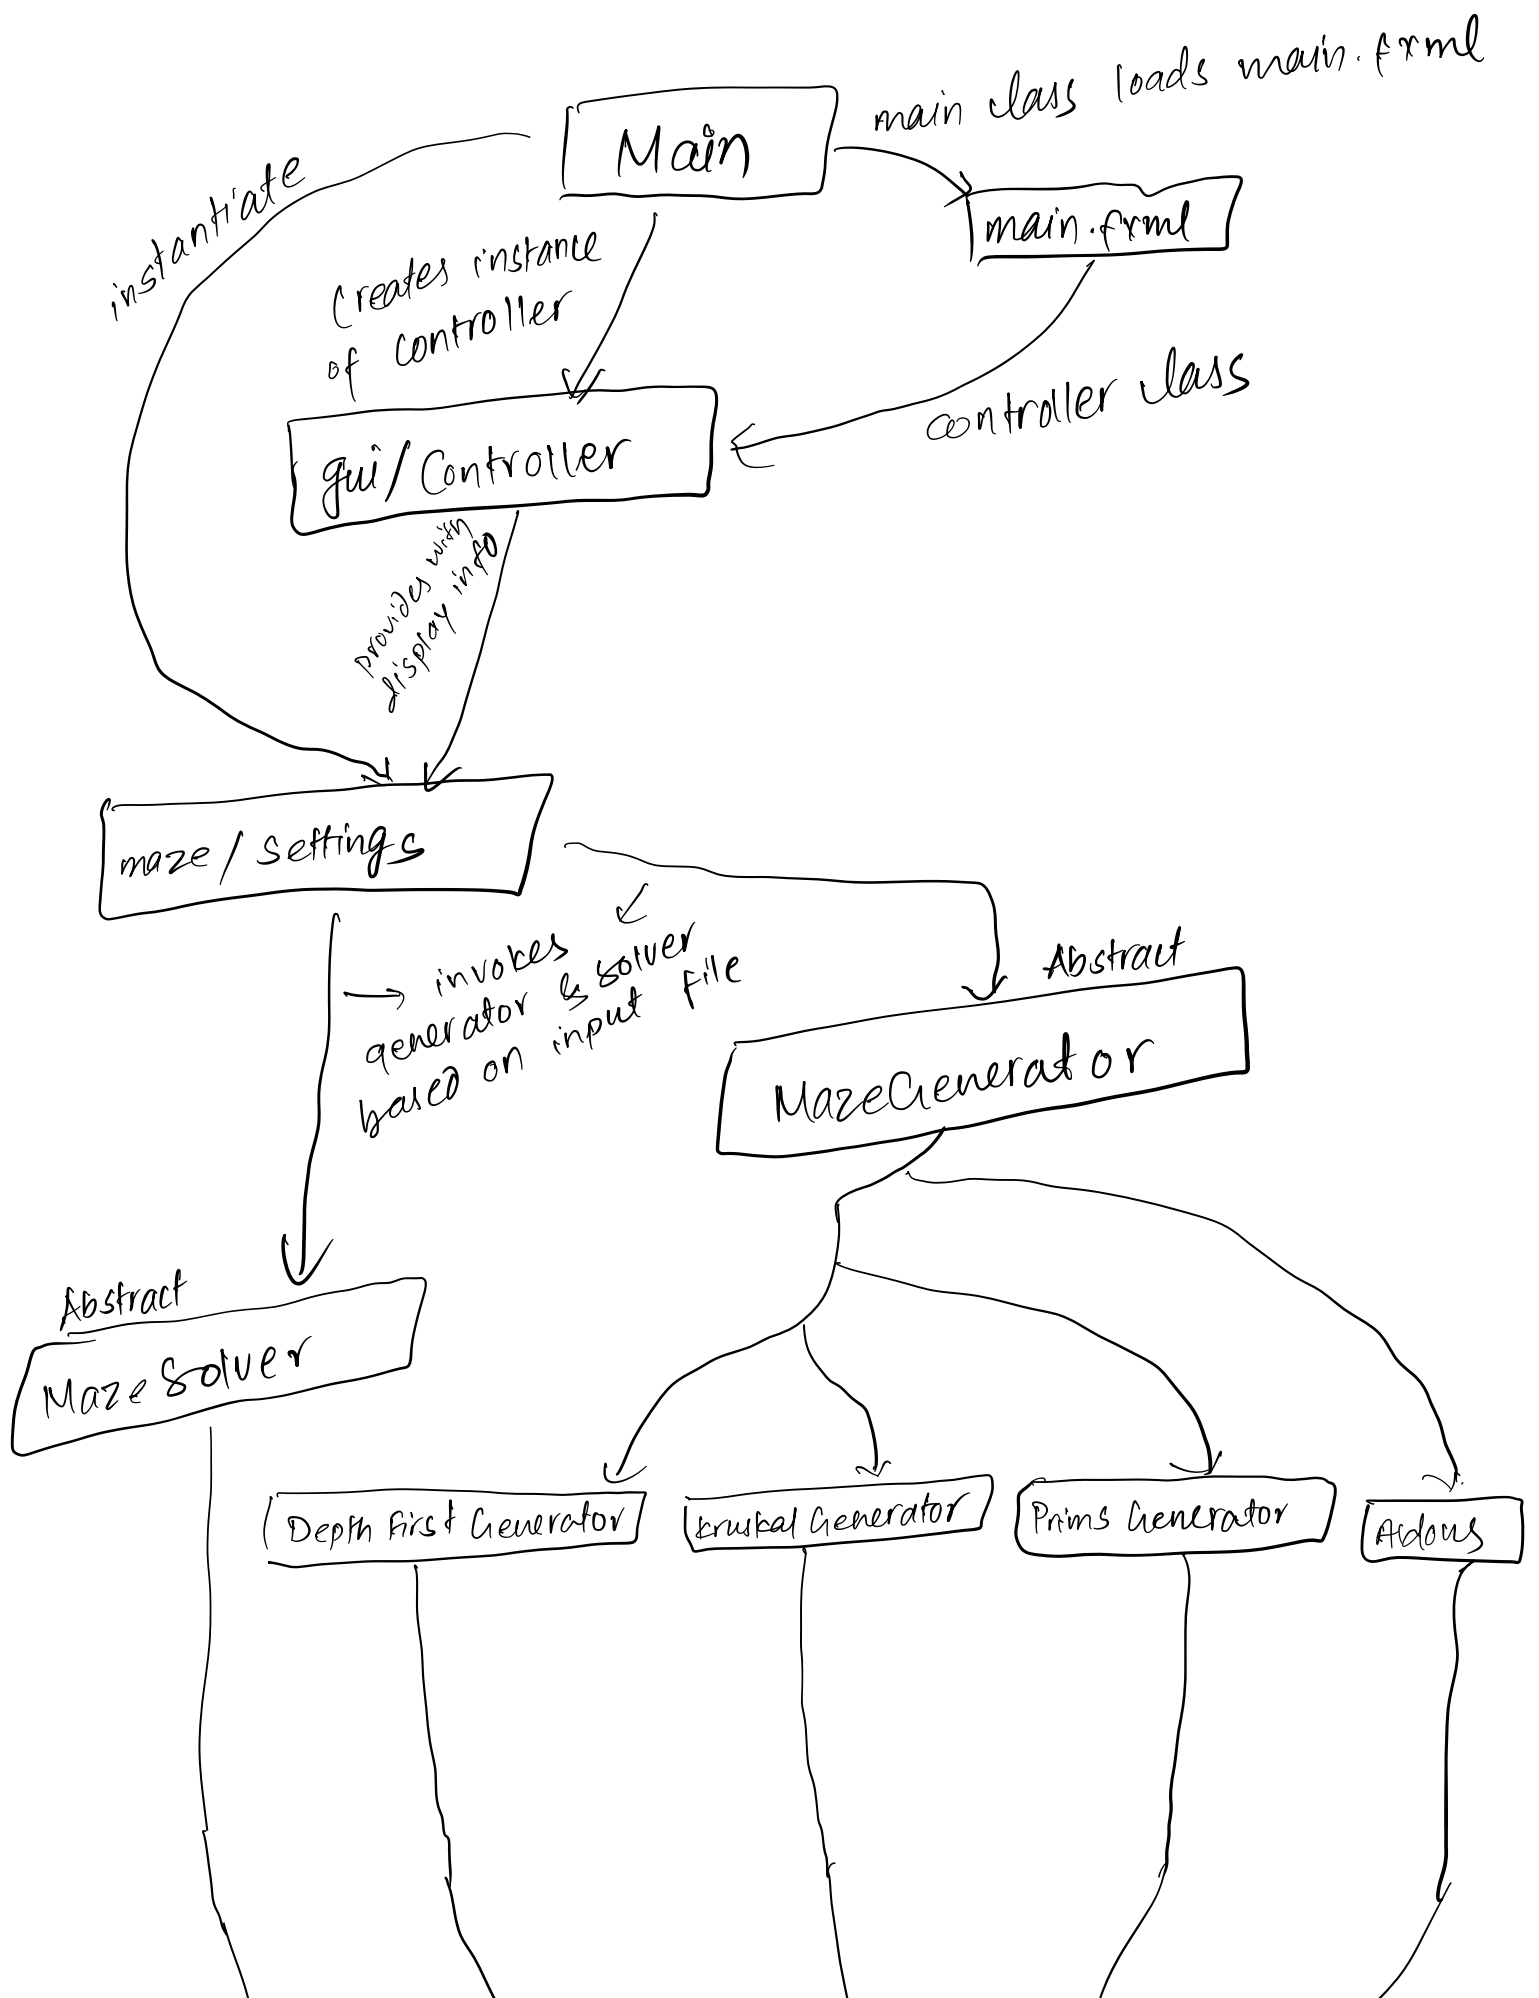 main class loads main.fxml
Main
instantiate
main.fxml
Creates instance
of controller
controller class
gui/Controller
provides with
display info
maze/settings
invokes
generator & solver
based on input file
Abstract
MazeGenerator
Abstract
MazeSolver
Depth First Generator
Kruskal Generator
Prims Generator
Aldous